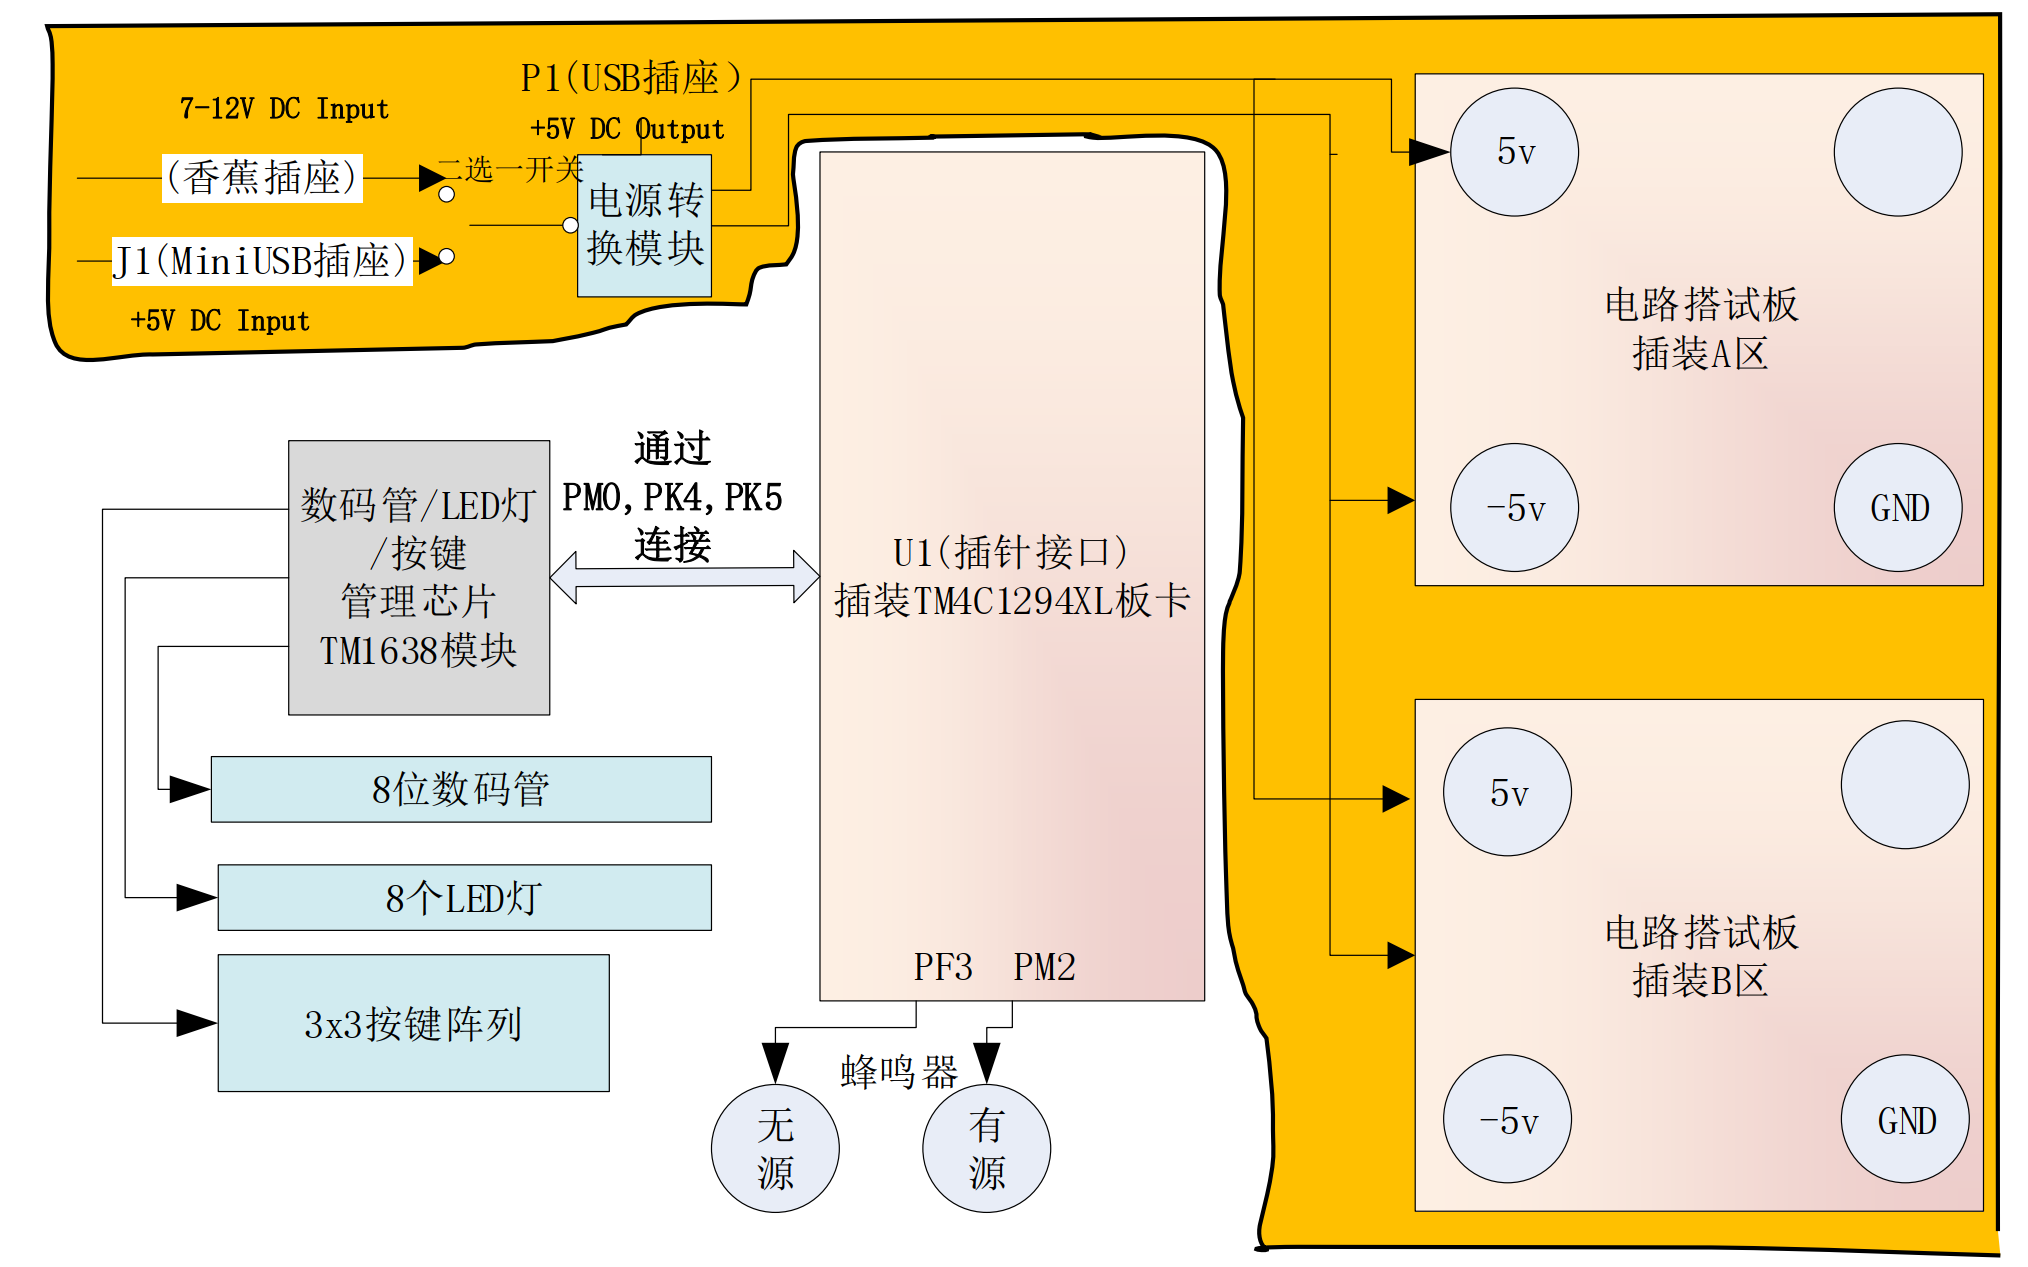 P1(USB插座）
7-12V DC Input
+5V DC Output
(香蕉插座)
二选一开关
电源转
换模块
J1(MiniUSB插座)
+5V DC Input
5v
电路搭试板
插装A区
-5v
GND
通过
PM0,PK4,PK5
连接
数码管/LED灯
/按键
管理芯片
TM1638模块
U1(插针接口)
插装TM4C1294XL板卡
8位数码管
8个LED灯
3x3按键阵列
PF3
PM2
蜂鸣器
无
源
有
源
5v
电路搭试板
插装B区
-5v
GND